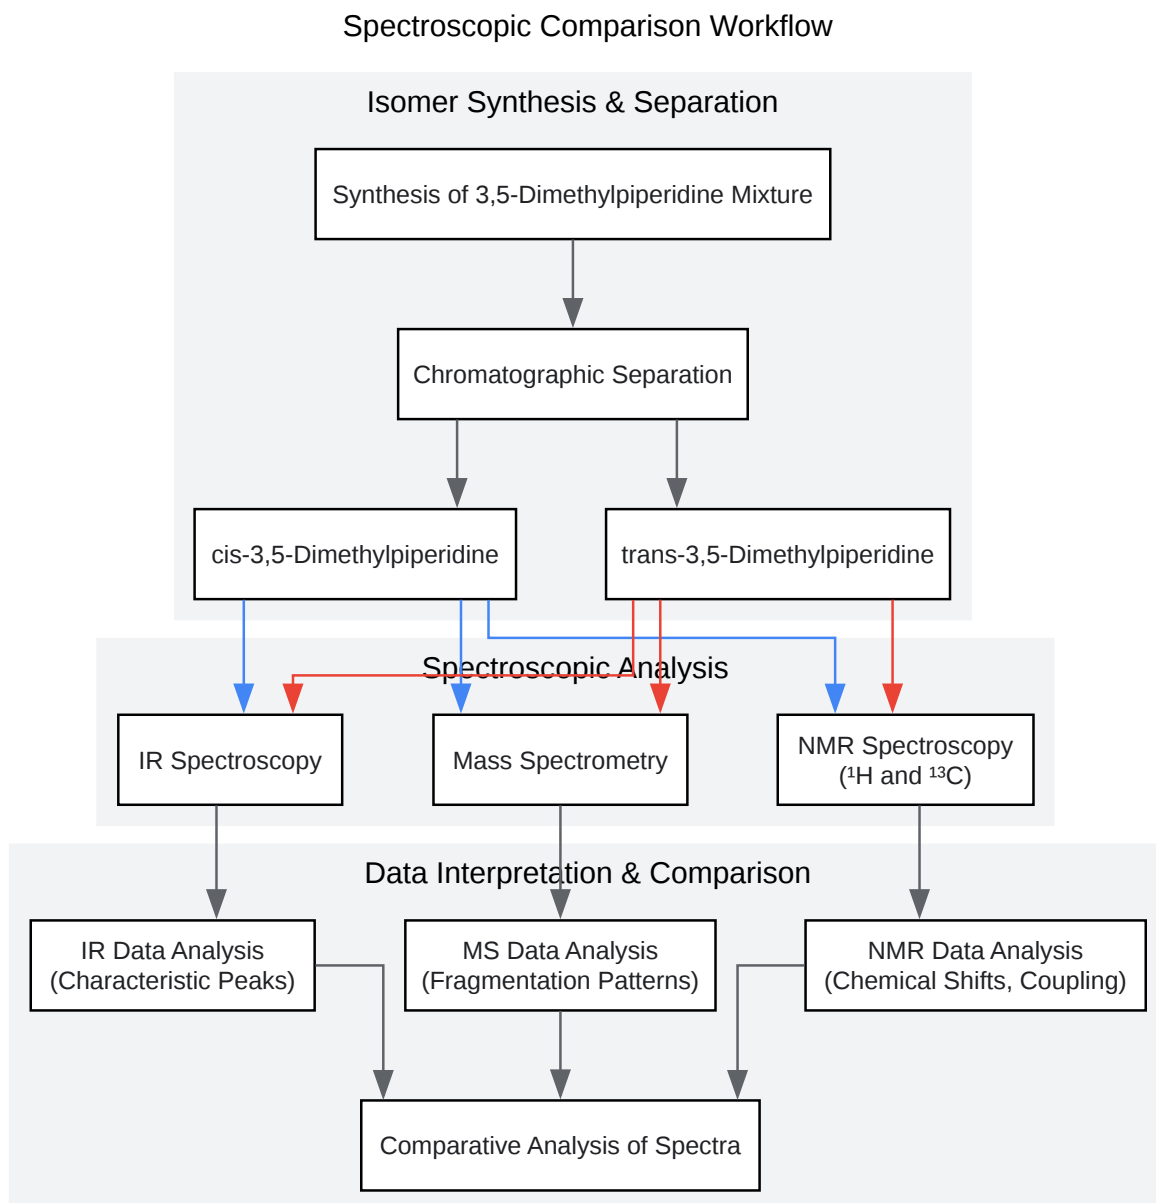 Spectroscopic Comparison Workflow
Isomer Synthesis & Separation
Synthesis of 3,5-Dimethylpiperidine Mixture
Chromatographic Separation
cis-3,5-Dimethylpiperidine
trans-3,5-Dimethylpiperidine
Spectroscopic Analysis
IR Spectroscopy
Mass Spectrometry
NMR Spectroscopy
(¹H and ¹³C)
Data Interpretation & Comparison
IR Data Analysis
(Characteristic Peaks)
MS Data Analysis
(Fragmentation Patterns)
NMR Data Analysis
(Chemical Shifts, Coupling)
Comparative Analysis of Spectra